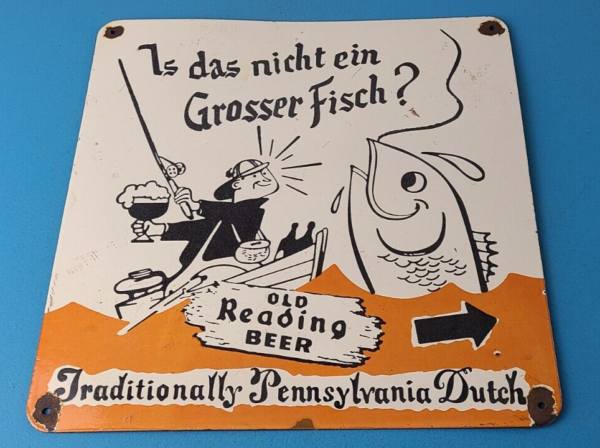 Is das nicht ein
Grosser Fisch?
OLD
Reading
BEER
Traditionally Pennsylvania Dutch